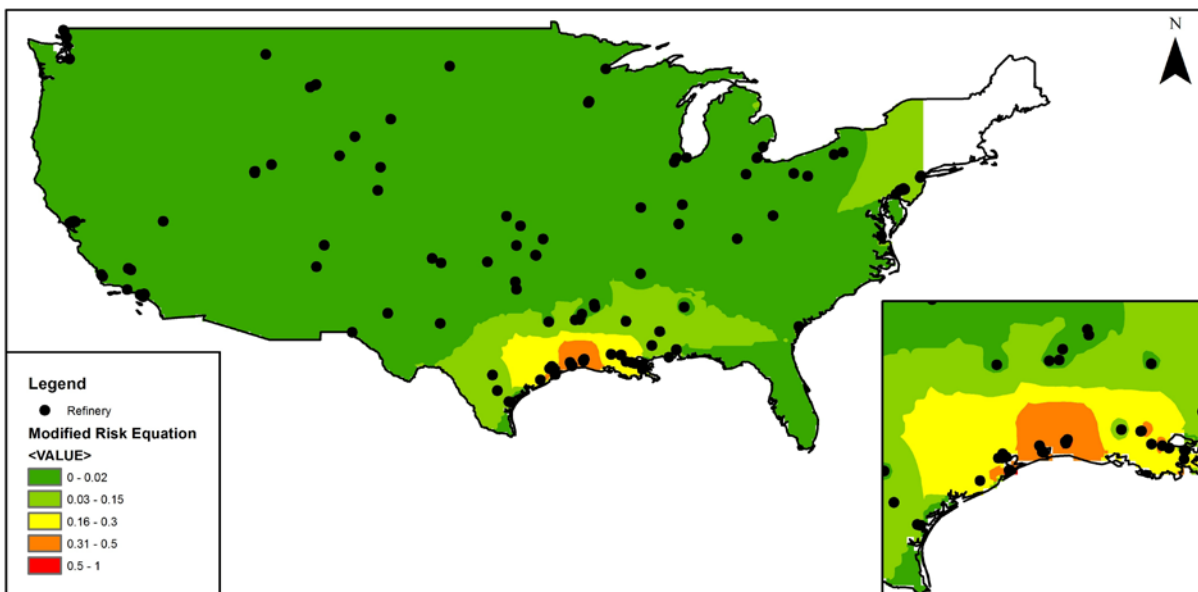 N
Legend
Refinery
Modified Risk Equation
<VALUE>
0 - 0.02
0.03 - 0.15
0.16 - 0.3
0.31 - 0.5
0.5 - 1